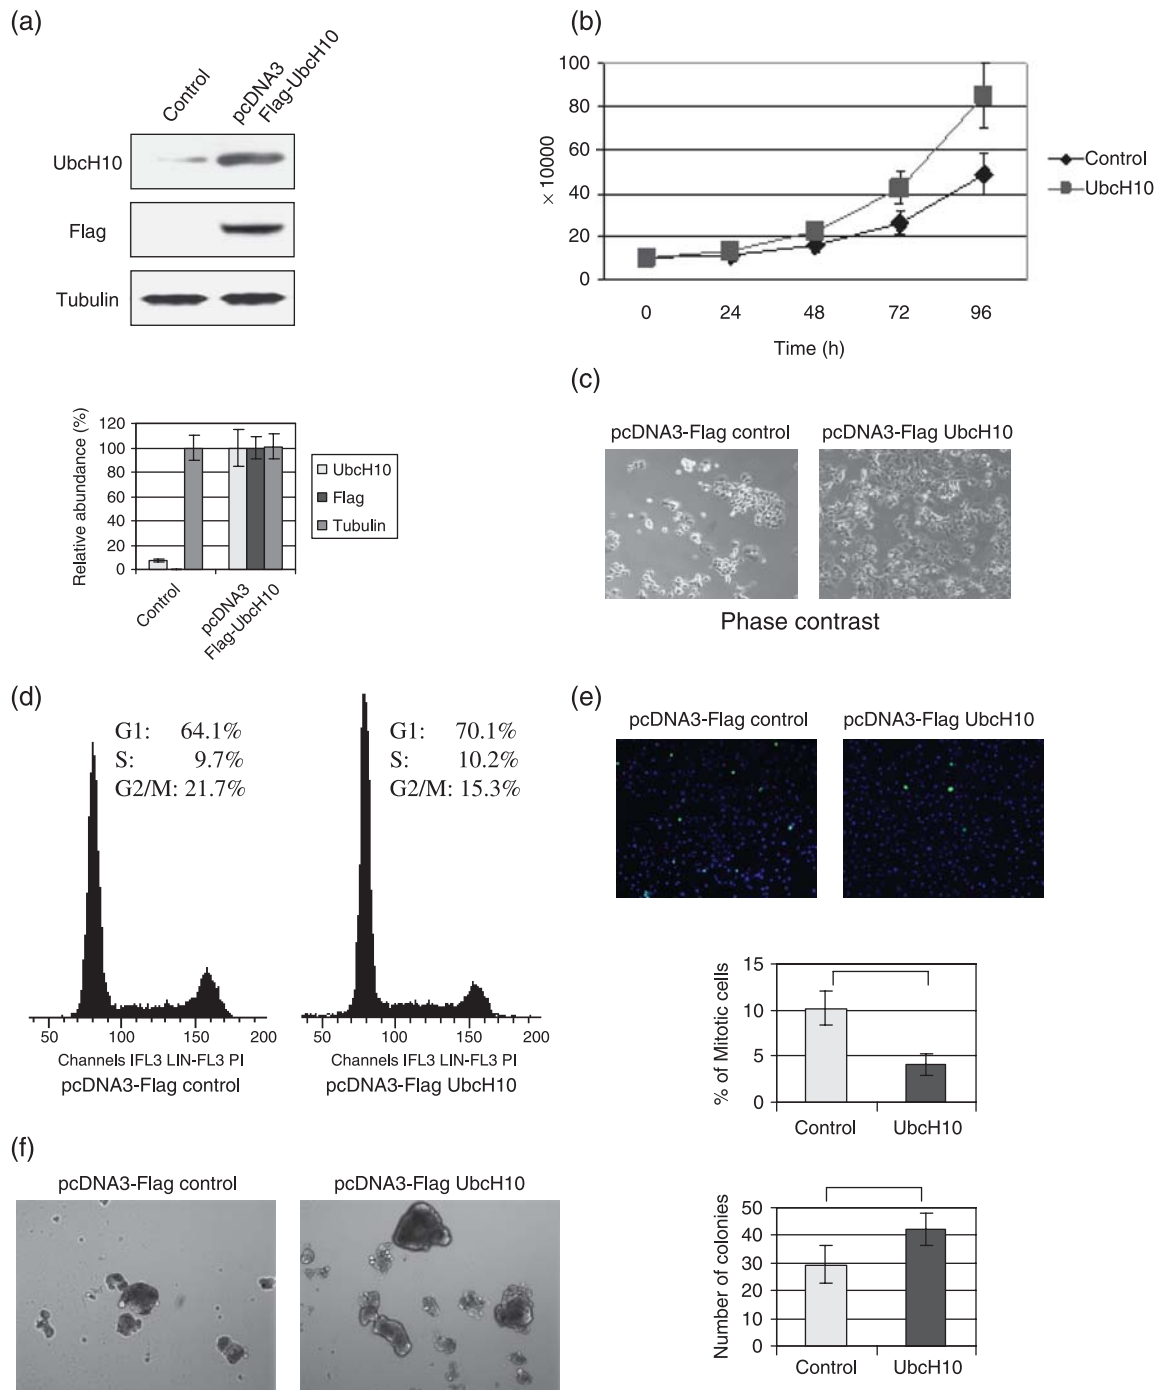 (a)
Control
pcDNA3
Flag-UbcH10
UbcH10
Flag
Tubulin
Relative abundance (%)
120
100
80
60
40
20
0
Control
pcDNA3
Flag-UbcH10
UbcH10
Flag
Tubulin
(b)
× 10000
100
80
60
40
20
0
0 24 48 72 96
Time (h)
Control
UbcH10
(c)
pcDNA3-Flag control pcDNA3-Flag UbcH10
Phase contrast
(d)
G1: 64.1%
S: 9.7%
G2/M: 21.7%
50 100 150 200
Channels IFL3 LIN-FL3 PI
pcDNA3-Flag control
G1: 70.1%
S: 10.2%
G2/M: 15.3%
50 100 150 200
Channels IFL3 LIN-FL3 PI
pcDNA3-Flag UbcH10
(e)
pcDNA3-Flag control pcDNA3-Flag UbcH10
% of Mitotic cells
15
10
5
0
Control UbcH10
(f)
pcDNA3-Flag control pcDNA3-Flag UbcH10
Number of colonies
50
40
30
20
10
0
Control UbcH10